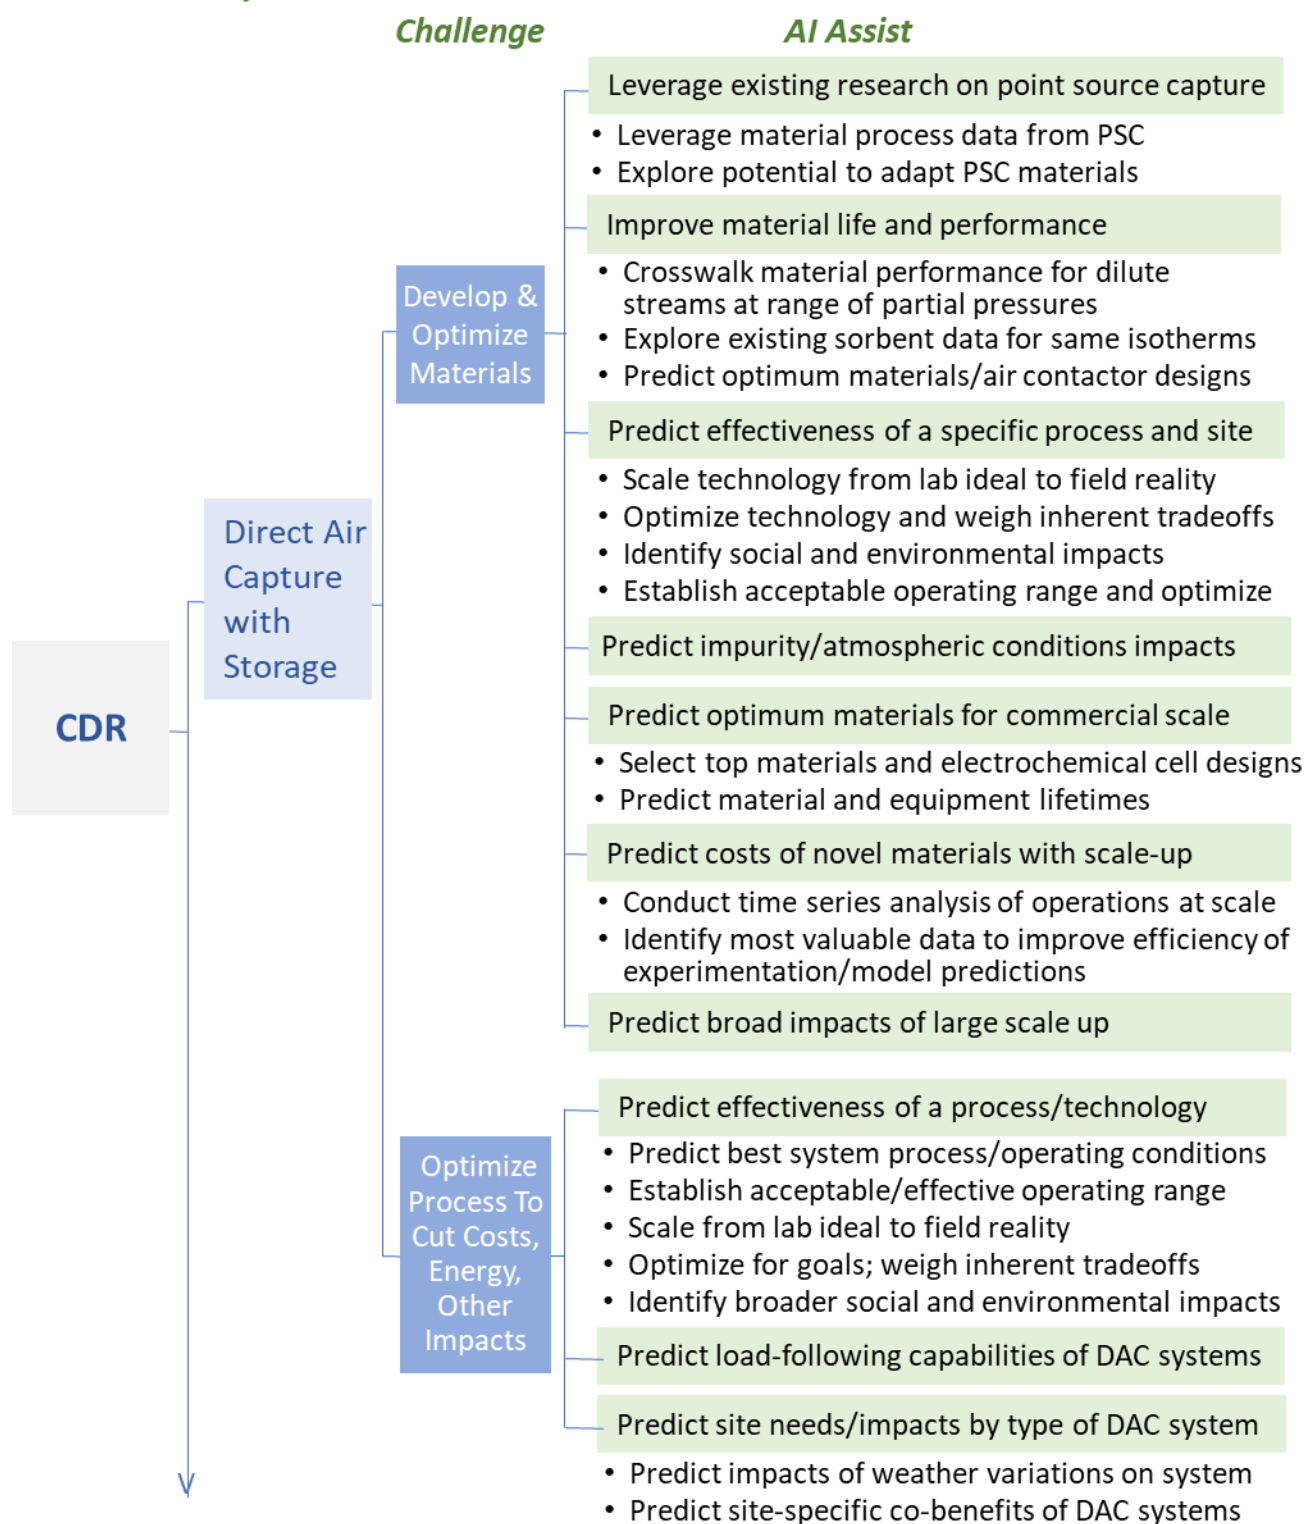 Challenge
AI Assist
Leverage existing research on point source capture
• Leverage material process data from PSC
• Explore potential to adapt PSC materials
Improve material life and performance
• Crosswalk material performance for dilute
streams at range of partial pressures
• Explore existing sorbent data for same isotherms
• Predict optimum materials/air contactor designs
Develop &
Optimize
Materials
Predict effectiveness of a specific process and site
• Scale technology from lab ideal to field reality
• Optimize technology and weigh inherent tradeoffs
• Identify social and environmental impacts
• Establish acceptable operating range and optimize
Direct Air
Capture
with
Storage
Predict impurity/atmospheric conditions impacts
CDR
Predict optimum materials for commercial scale
• Select top materials and electrochemical cell designs
• Predict material and equipment lifetimes
Predict costs of novel materials with scale-up
• Conduct time series analysis of operations at scale
• Identify most valuable data to improve efficiency of
experimentation/model predictions
Predict broad impacts of large scale up
Optimize
Process To
Cut Costs,
Energy,
Other
Impacts
Predict effectiveness of a process/technology
• Predict best system process/operating conditions
• Establish acceptable/effective operating range
• Scale from lab ideal to field reality
• Optimize for goals; weigh inherent tradeoffs
• Identify broader social and environmental impacts
Predict load-following capabilities of DAC systems
Predict site needs/impacts by type of DAC system
• Predict impacts of weather variations on system
• Predict site-specific co-benefits of DAC systems